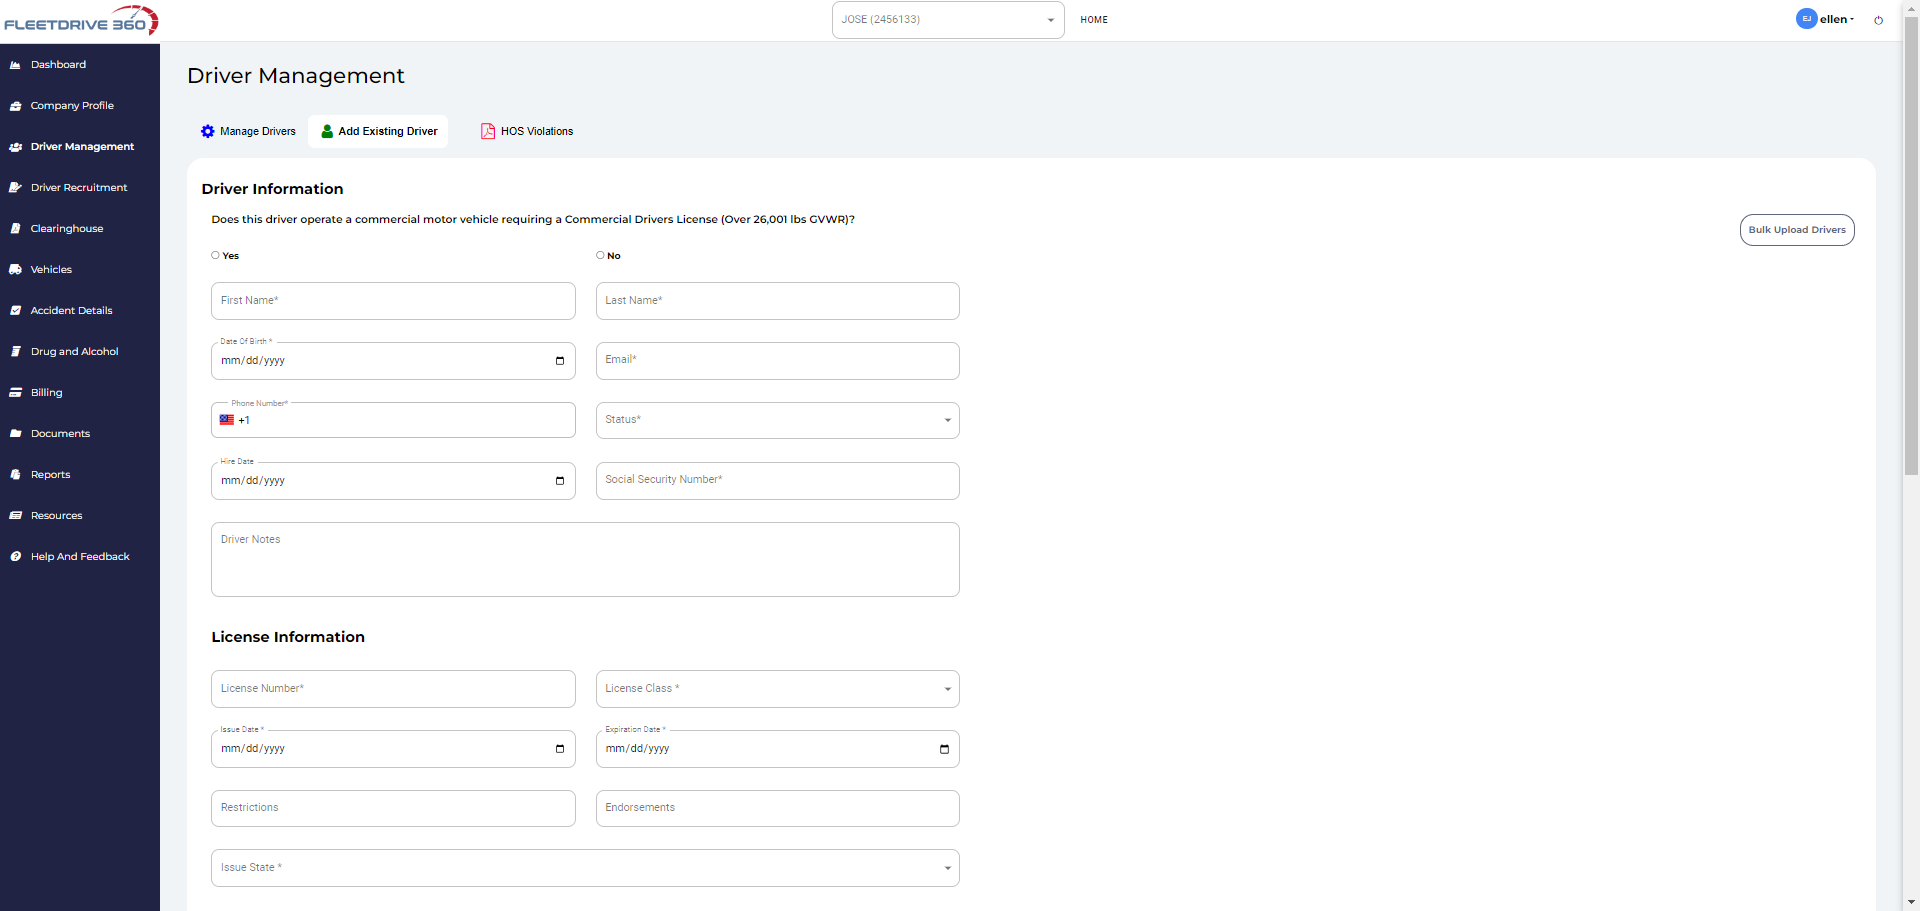 FLEETDRIVE 360
JOSE (2456133)
HOME
EJ
ellen
Dashboard
Company Profile
Driver Management
Driver Recruitment
Clearinghouse
Vehicles
Accident Details
Drug and Alcohol
Billing
Documents
Reports
Resources
Help And Feedback
Driver Management
Manage Drivers
Add Existing Driver
HOS Violations
Driver Information
Does this driver operate a commercial motor vehicle requiring a Commercial Drivers License (Over 26,001 lbs GVWR)?
Bulk Upload Drivers
Yes
No
First Name*
Last Name*
Date Of Birth *
mm/dd/yyyy
Email*
Phone Number*
+1
Status*
Hire Date
mm/dd/yyyy
Social Security Number*
Driver Notes
License Information
License Number*
License Class *
Issue Date *
mm/dd/yyyy
Expiration Date *
mm/dd/yyyy
Restrictions
Endorsements
Issue State *